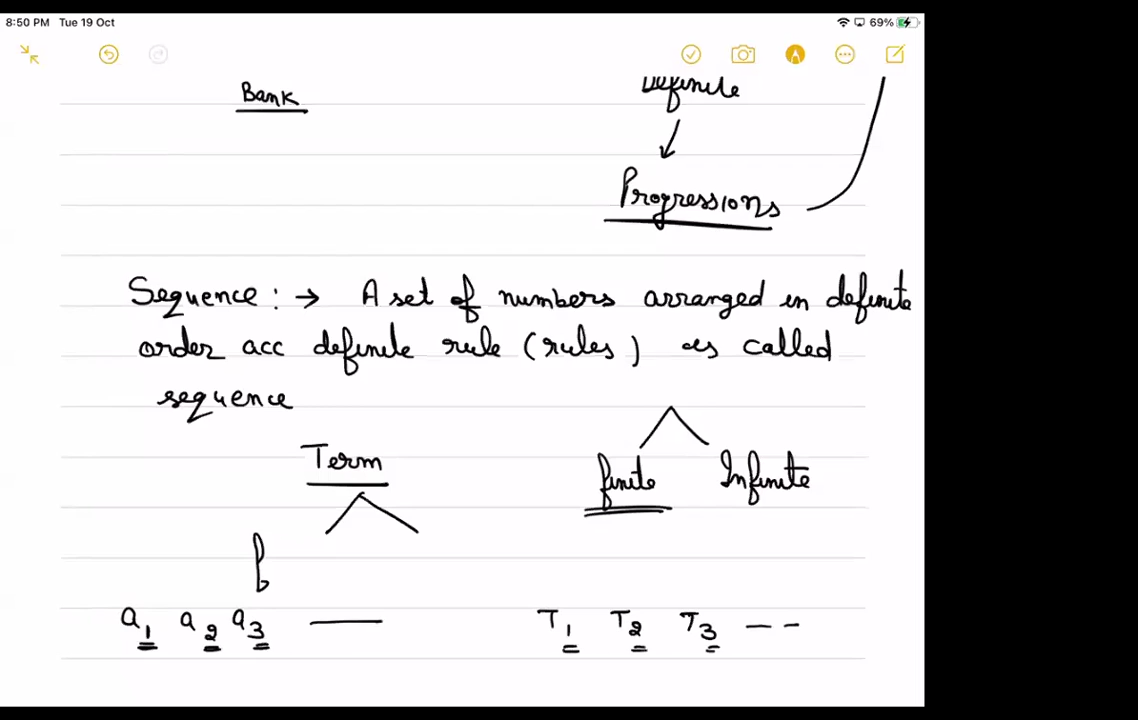 8:50 PM Tue 19 Oct
69%
Bank
Definite
Progressions
Sequence : → A set of numbers arranged in definite
order acc definite rule (rules) is called
sequence
Term
finite Infinite
f
a1 a2 a3 —
T1 T2 T3 --